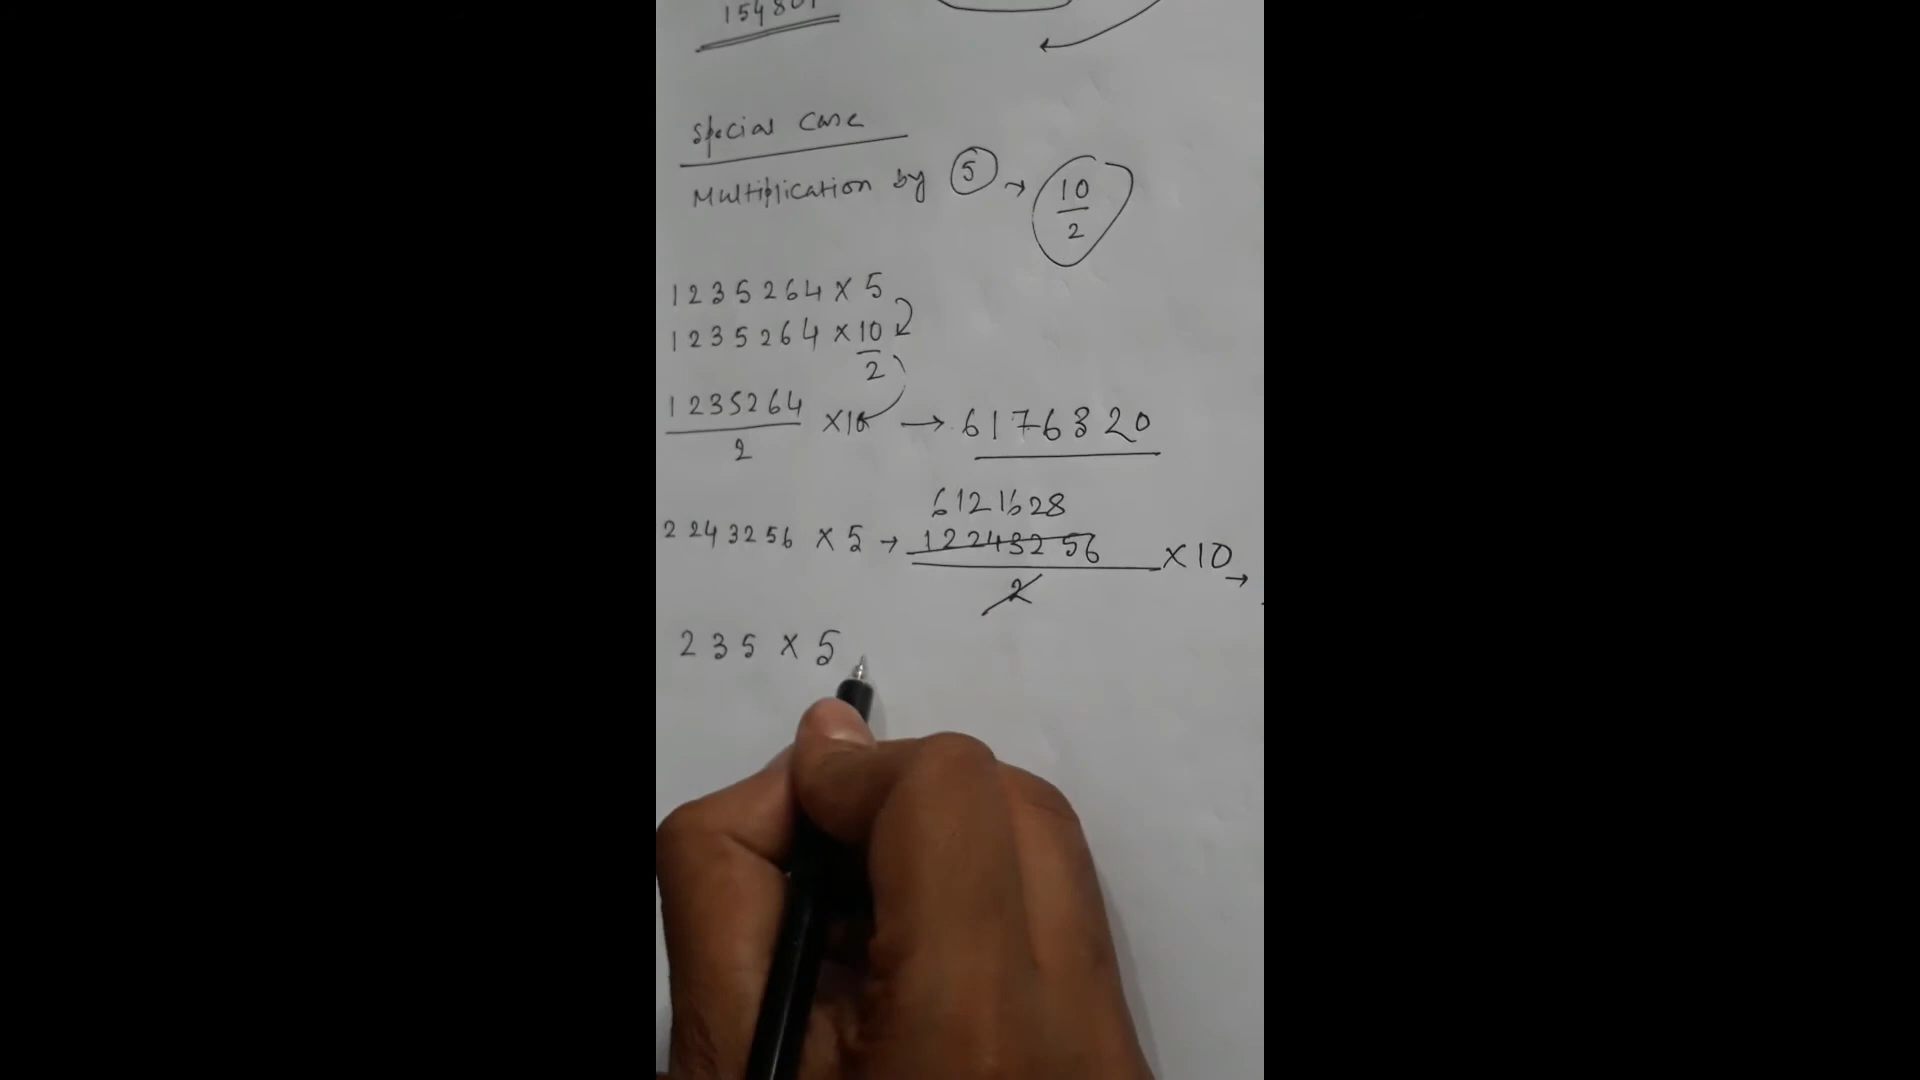 Special Case
Multiplication by 5 → 10/2
1235264 × 5
1235264 × 10/2
1235264/2 × 10 → 6176320
6121628
2243256 × 5 → 12243256/2 × 10 →
235 × 5